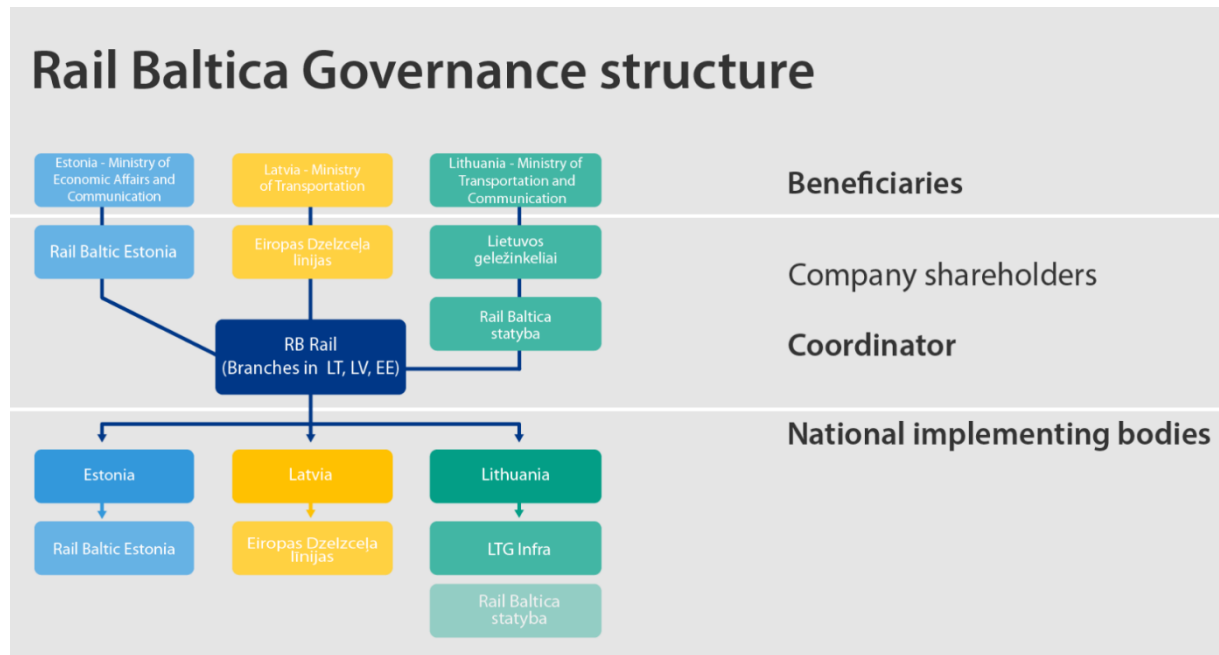 Rail Baltica Governance structure
Estonia - Ministry of
Economic Affairs and
Communication
Latvia - Ministry
of Transportation
Lithuania - Ministry of
Transportation and
Communication
Beneficiaries
Rail Baltic Estonia
Eiropas Dzelzceļa
līnijas
Lietuvos
geležinkeliai
Company shareholders
Rail Baltica
statyba
RB Rail
(Branches in LT, LV, EE)
Coordinator
National implementing bodies
Estonia
Latvia
Lithuania
Rail Baltic Estonia
Eiropas Dzelzceļa
līnijas
LTG Infra
Rail Baltica
statyba